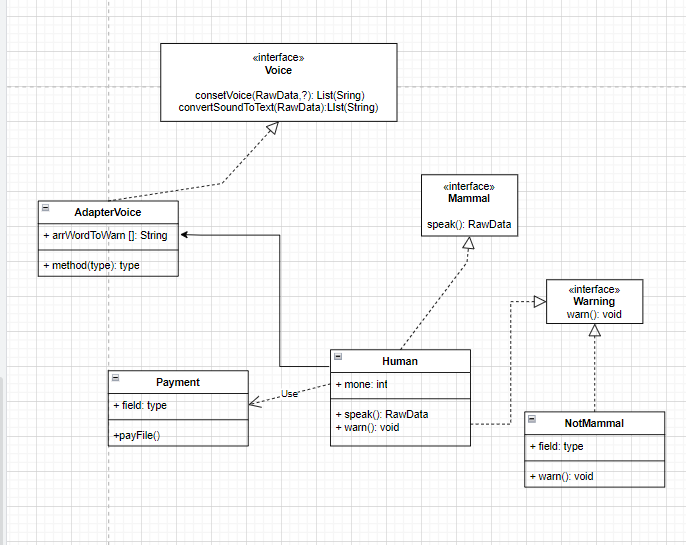 «interface»
Voice
consetVoice(RawData,?): List(Sring)
convertSoundToText(RawData):LIst(String)
«interface»
Mammal
speak(): RawData
AdapterVoice
+ arrWordToWarn []: String
+ method(type): type
«interface»
Warning
warn(): void
Human
+ mone: int
+ speak(): RawData
+ warn(): void
Use
Payment
+ field: type
+payFile()
NotMammal
+ field: type
+ warn(): void